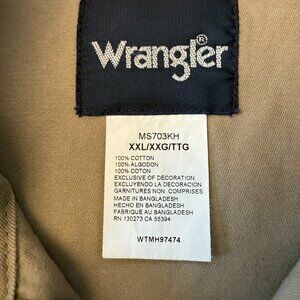 Wrangler®
MS703KH
XXL/XXG/TTG
100% COTTON
100% ALGODON
100% COTON
EXCLUSIVE OF DECORATION
EXCLUYENDO LA DECORACION
GARNITURES NON COMPRISES.
MADE IN BANGLADESH
HECHO EN BANGLADESH
FABRIQUE AU BANGLADESH
RN 130273 CA 55394
WTMH97474